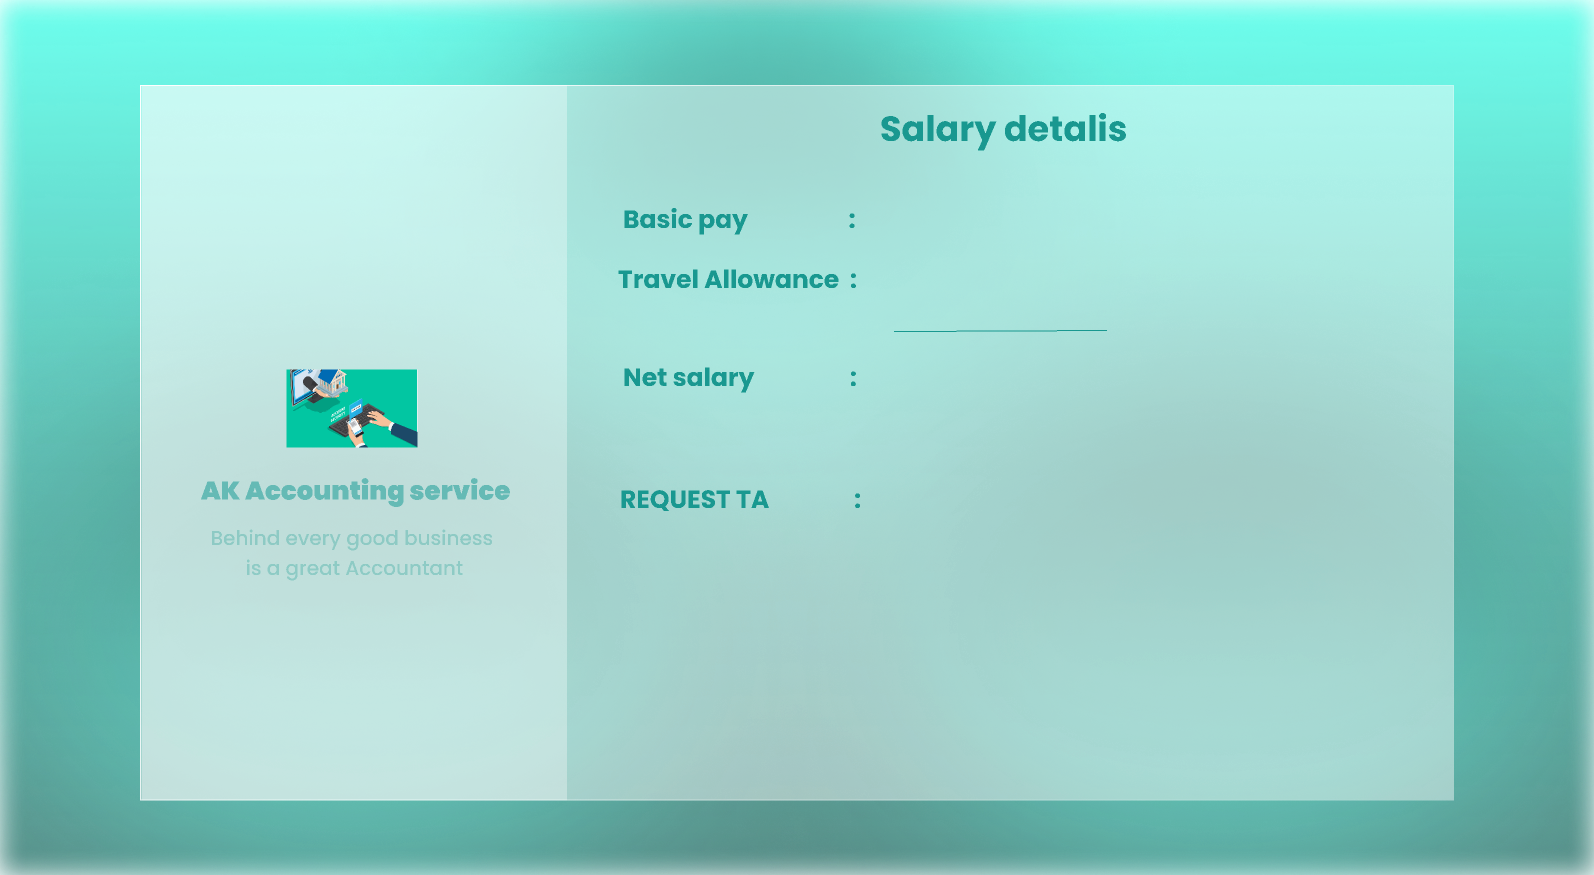 Salary detalis
Basic pay :
Travel Allowance :
Net salary :
REQUEST TA :
AK Accounting service
Behind every good business
is a great Accountant